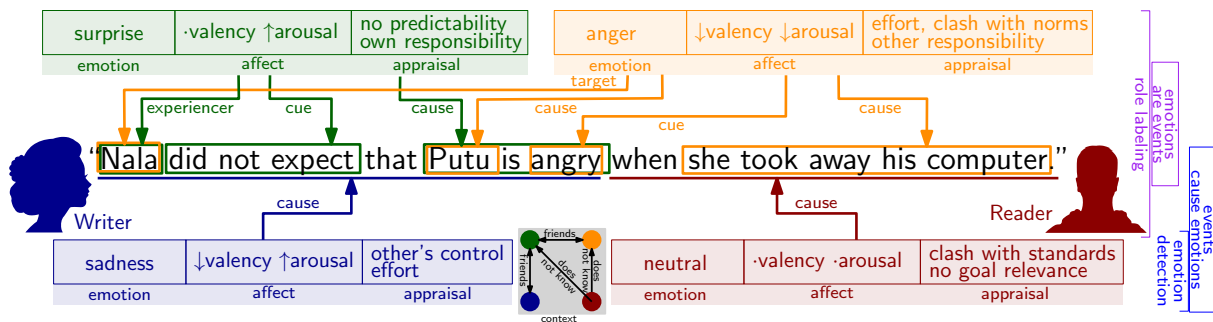 surprise
·valency ↑arousal
no predictability
own responsibility
emotion
affect
appraisal
anger
↓valency ↓arousal
effort, clash with norms
other responsibility
emotion
affect
appraisal
target
experiencer
cue
cause
cause
cue
cause
“Nala did not expect that Putu is angry when she took away his computer.”
Writer
cause
cause
Reader
sadness
↓valency ↑arousal
other's control
effort
emotion
affect
appraisal
friends
friends
does
not know
does
not know
context
neutral
·valency ·arousal
clash with standards
no goal relevance
emotion
affect
appraisal
emotions
are events
role labeling
events
cause emotions
emotion
detection